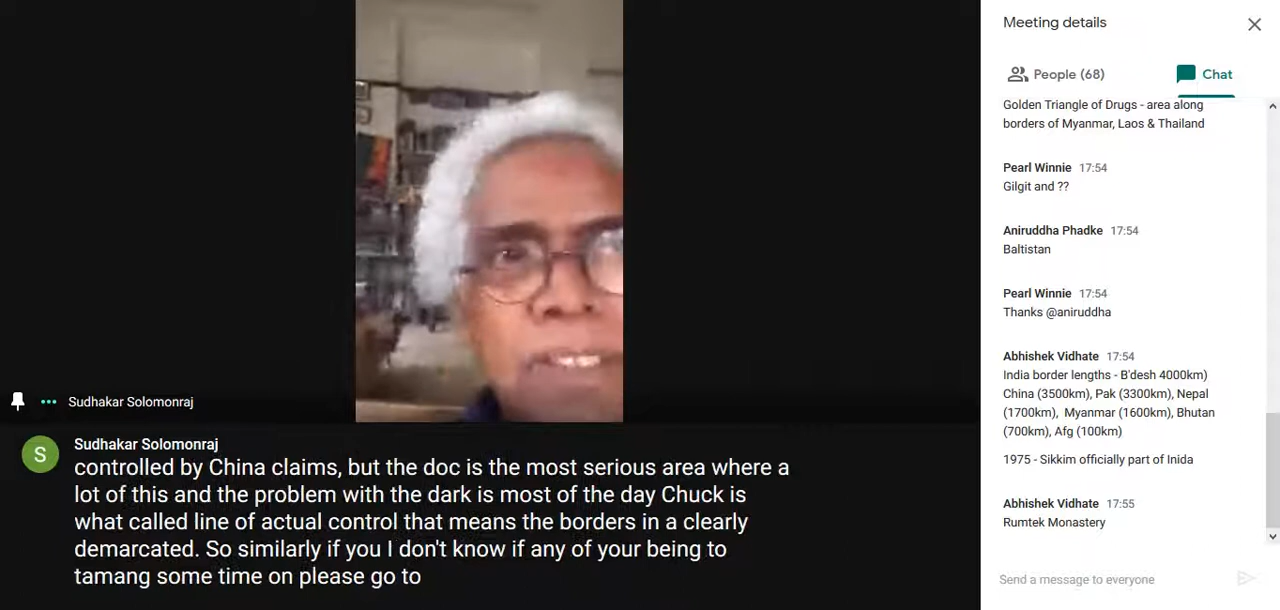 Meeting details
People (68)
Chat
Golden Triangle of Drugs - area along
borders of Myanmar, Laos & Thailand
Pearl Winnie 17:54
Gilgit and ??
Aniruddha Phadke 17:54
Baltistan
Pearl Winnie 17:54
Thanks @aniruddha
Abhishek Vidhate 17:54
India border lengths - B'desh 4000km)
China (3500km), Pak (3300km), Nepal
(1700km), Myanmar (1600km), Bhutan
(700km), Afg (100km)
1975 - Sikkim officially part of Inida
Abhishek Vidhate 17:55
Rumtek Monastery
Send a message to everyone
Sudhakar Solomonraj
S
Sudhakar Solomonraj
controlled by China claims, but the doc is the most serious area where a
lot of this and the problem with the dark is most of the day Chuck is
what called line of actual control that means the borders in a clearly
demarcated. So similarly if you I don't know if any of your being to
tamang some time on please go to